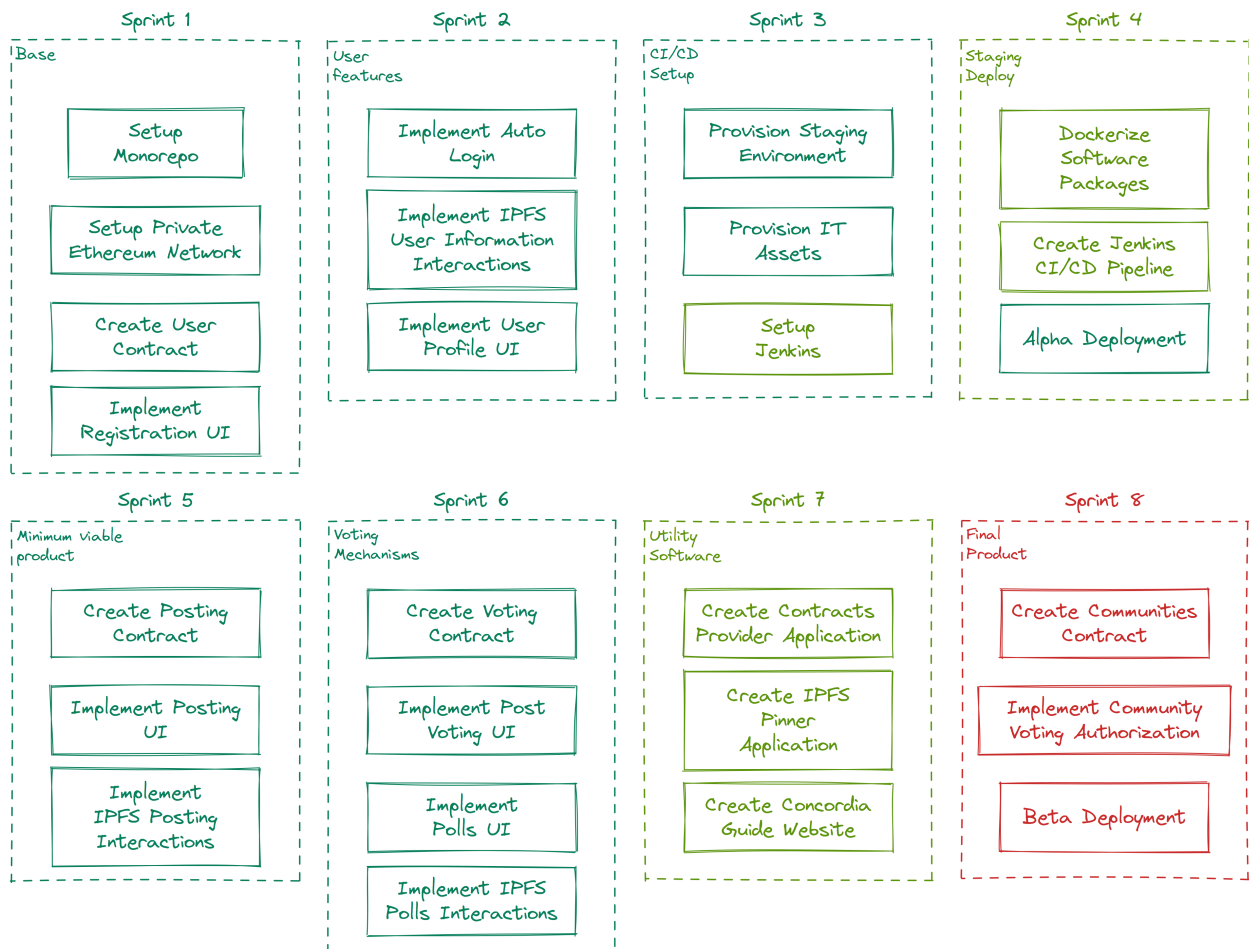 Sprint 1
Base
Setup
Monorepo
Setup Private
Ethereum Network
Create User
Contract
Implement
Registration UI
Sprint 2
User
features
Implement Auto
Login
Implement IPFS
User Information
Interactions
Implement User
Profile UI
Sprint 3
CI/CD
Setup
Provision Staging
Environment
Provision IT
Assets
Setup
Jenkins
Sprint 4
Staging
Deploy
Dockerize
Software
Packages
Create Jenkins
CI/CD Pipeline
Alpha Deployment
Sprint 5
Minimum viable
product
Create Posting
Contract
Implement Posting
UI
Implement
IPFS Posting
Interactions
Sprint 6
Voting
Mechanisms
Create Voting
Contract
Implement Post
Voting UI
Implement
Polls UI
Implement IPFS
Polls Interactions
Sprint 7
Utility
Software
Create Contracts
Provider Application
Create IPFS
Pinner
Application
Create Concordia
Guide Website
Sprint 8
Final
Product
Create Communities
Contract
Implement Community
Voting Authorization
Beta Deployment